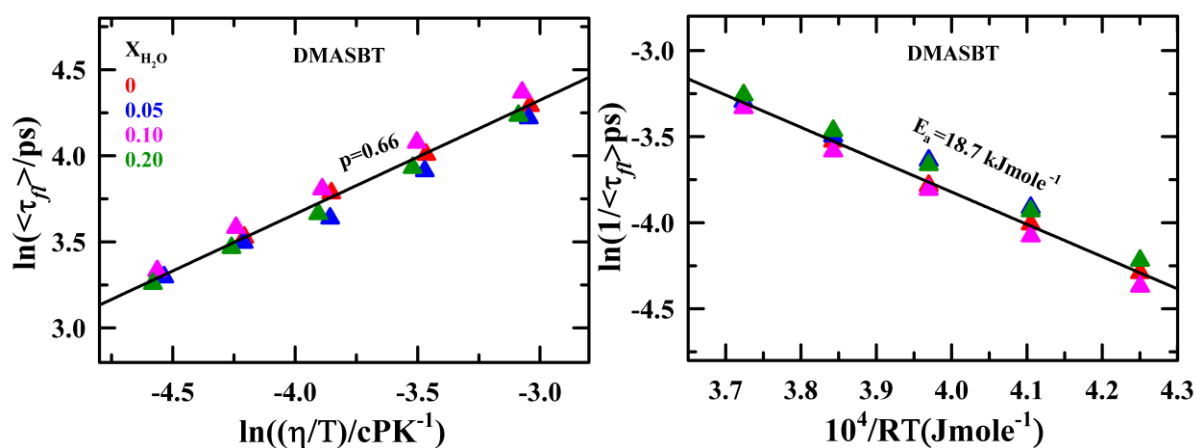 DMASBT
X_H₂O
0
0.05
0.10
0.20
p=0.66
4.5
4.0
3.5
3.0
ln(<τ_fl>/ps)
-4.5 -4.0 -3.5 -3.0
ln((η/T)/cPK⁻¹)
DMASBT
E_a=18.7 kJmole⁻¹
-3.0
-3.5
-4.0
-4.5
ln(1/<τ_fl>ps)
3.7 3.8 3.9 4.0 4.1 4.2 4.3
10⁴/RT(Jmole⁻¹)